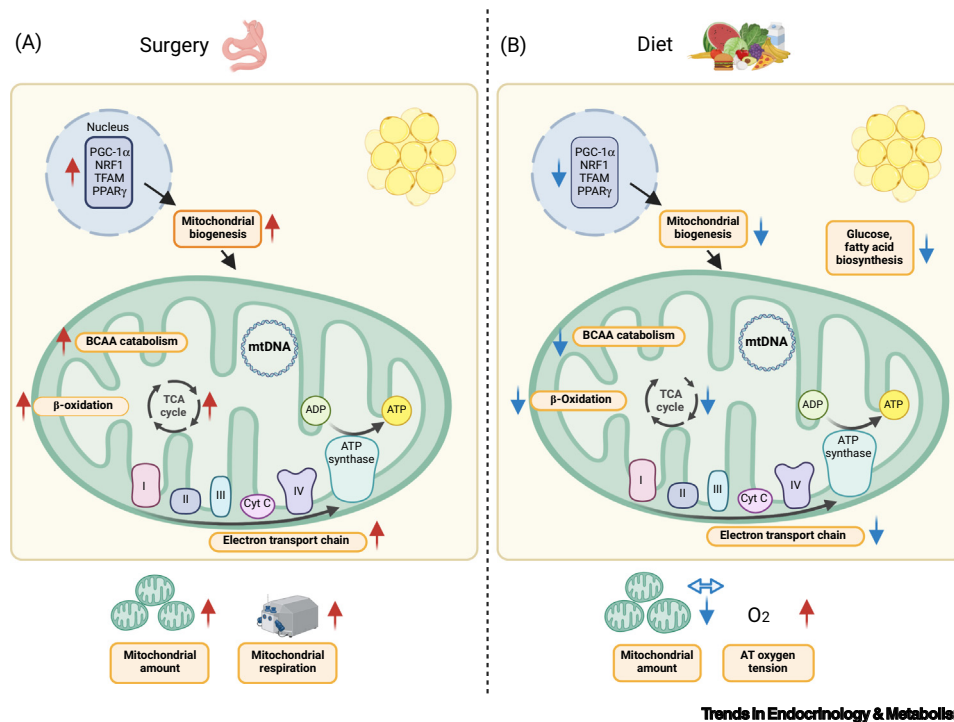 (A)
Surgery
Nucleus
PGC-1α
NRF1
TFAM
PPARγ
Mitochondrial
biogenesis
BCAA catabolism
mtDNA
β-oxidation
TCA
cycle
ADP
ATP
ATP
synthase
I
II
III
Cyt C
IV
Electron transport chain
Mitochondrial
amount
Mitochondrial
respiration
(B)
Diet
PGC-1α
NRF1
TFAM
PPARγ
Mitochondrial
biogenesis
Glucose,
fatty acid
biosynthesis
BCAA catabolism
mtDNA
β-Oxidation
TCA
cycle
ADP
ATP
ATP
synthase
I
II
III
Cyt C
IV
Electron transport chain
O2
Mitochondrial
amount
AT oxygen
tension
Trends in Endocrinology & Metabolis